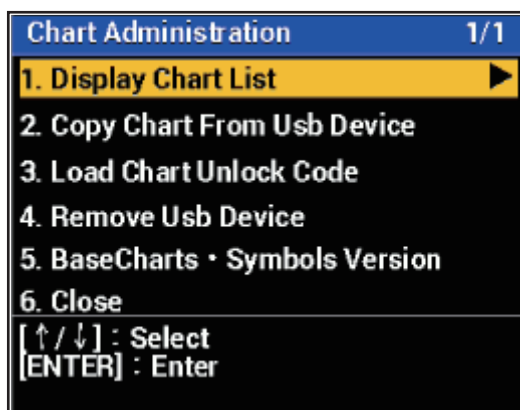 Chart Administration 1/1
1. Display Chart List ▶
2. Copy Chart From Usb Device
3. Load Chart Unlock Code
4. Remove Usb Device
5. BaseCharts・Symbols Version
6. Close
[↑/↓] : Select
[ENTER] : Enter